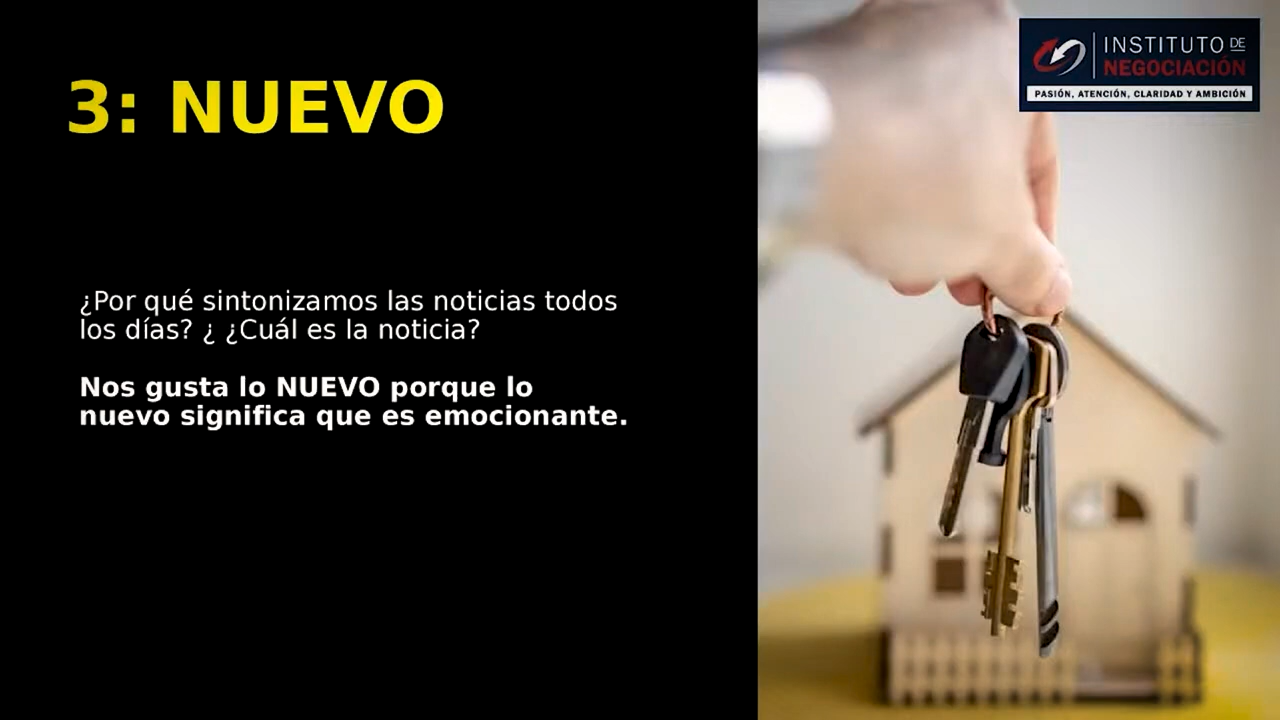 3: NUEVO
¿Por qué sintonizamos las noticias todos
los días? ¿ ¿Cuál es la noticia?
Nos gusta lo NUEVO porque lo
nuevo significa que es emocionante.
INSTITUTO DE
NEGOCIACIÓN
PASIÓN, ATENCIÓN, CLARIDAD Y AMBICIÓN